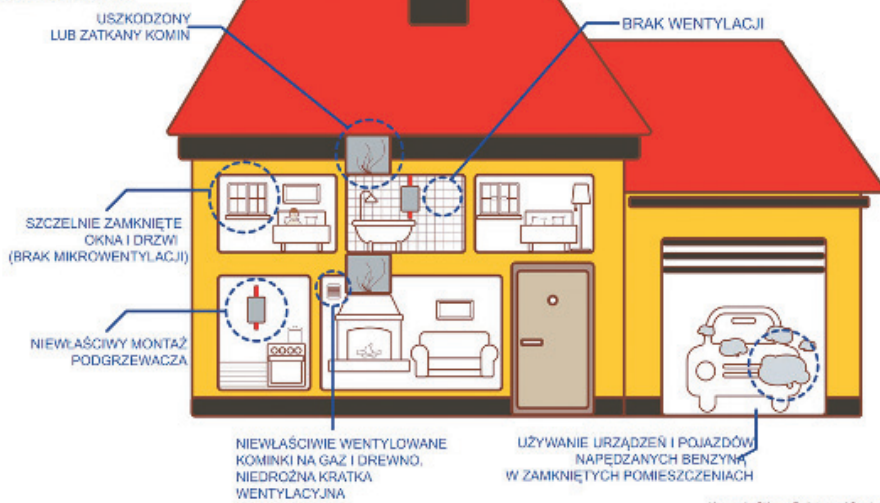 USZKODZONY
LUB ZATKANY KOMIN
BRAK WENTYLACJI
SZCZELNIE ZAMKNIĘTE
OKNA I DRZWI
(BRAK MIKROWENTYLACJI)
NIEWŁAŚCIWY MONTAŻ
PODGRZEWACZA
NIEWŁAŚCIWIE WENTYLOWANE
KOMINKI NA GAZ I DREWNO,
NIEDROŻNA KRATKA
WENTYLACYJNA
UŻYWANIE URZĄDZEŃ I POJAZDÓW
NAPĘDZANYCH BENZYNĄ
W ZAMKNIĘTYCH POMIESZCZENIACH